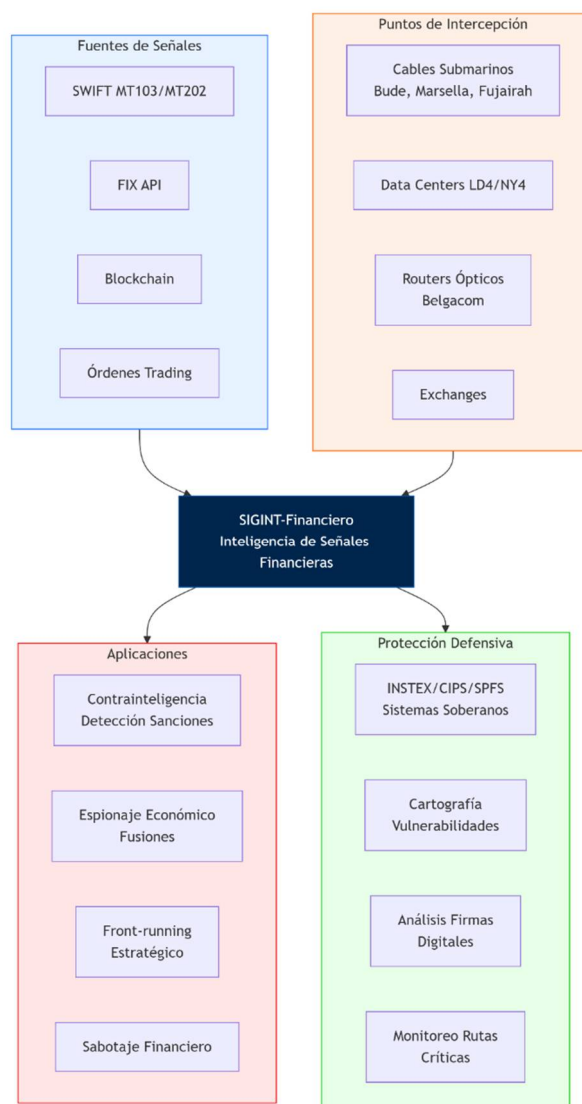 Fuentes de Señales
SWIFT MT103/MT202
FIX API
Blockchain
Órdenes Trading
Puntos de Intercepción
Cables Submarinos
Bude, Marsella, Fujairah
Data Centers LD4/NY4
Routers Ópticos
Belgacom
Exchanges
SIGINT-Financiero
Inteligencia de Señales
Financieras
Aplicaciones
Contrainteligencia
Detección Sanciones
Espionaje Económico
Fusiones
Front-running
Estratégico
Sabotaje Financiero
Protección Defensiva
INSTEX/CIPS/SPFS
Sistemas Soberanos
Cartografía
Vulnerabilidades
Análisis Firmas
Digitales
Monitoreo Rutas
Críticas